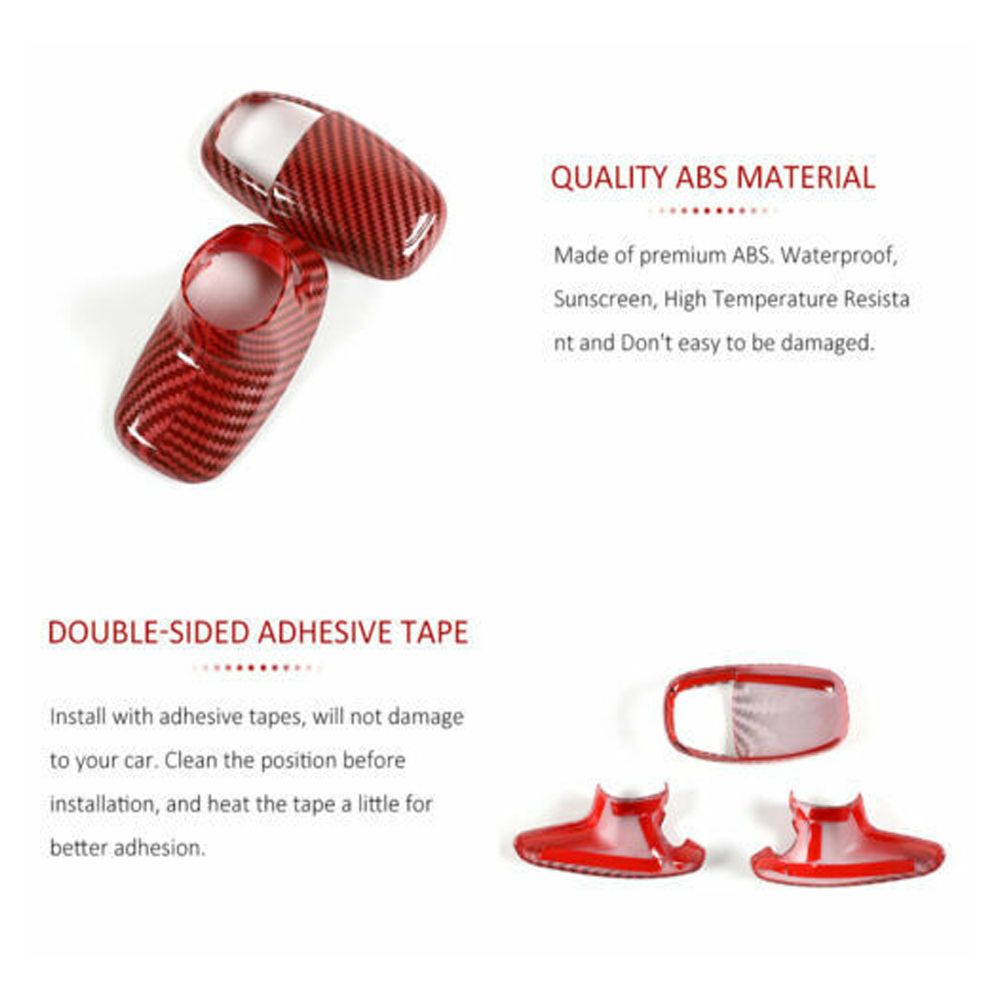 QUALITY ABS MATERIAL
Made of premium ABS. Waterproof,
Sunscreen, High Temperature Resista
nt and Don't easy to be damaged.
DOUBLE-SIDED ADHESIVE TAPE
Install with adhesive tapes, will not damage
to your car. Clean the position before
installation, and heat the tape a little for
better adhesion.